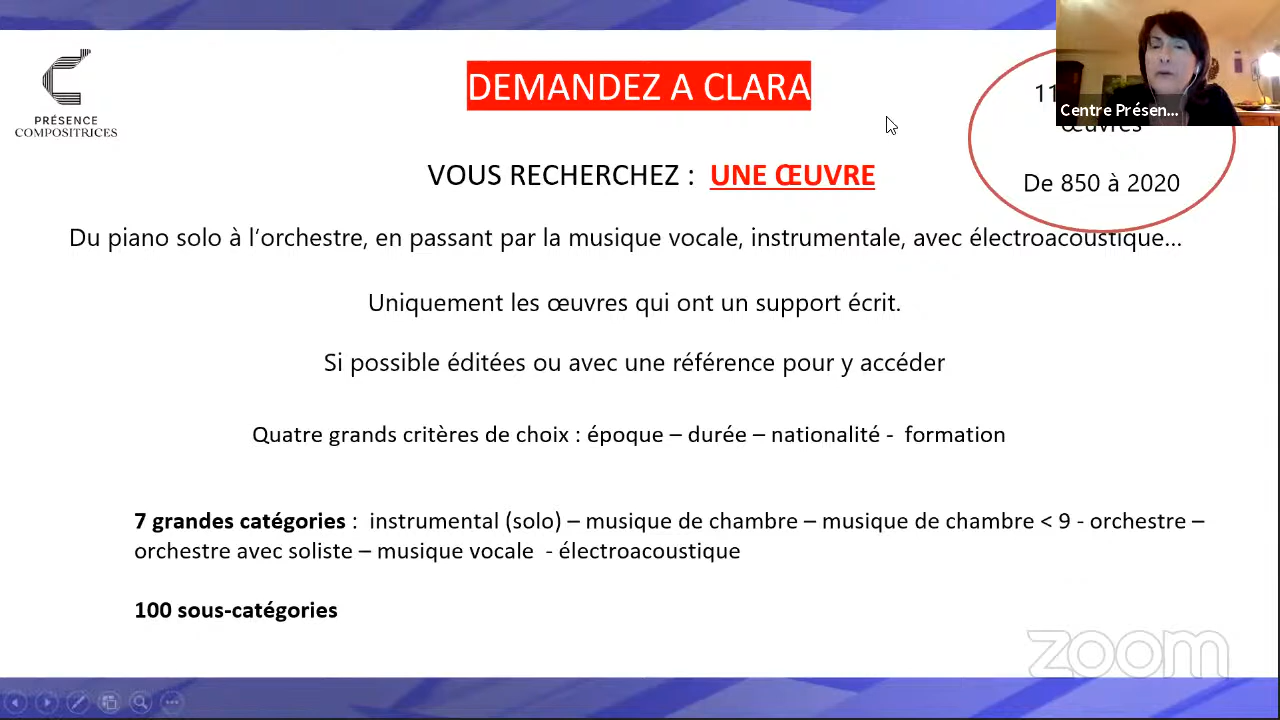 PRÉSENCE
COMPOSITRICES
DEMANDEZ A CLARA
Centre Présen...
œuvres
De 850 à 2020
VOUS RECHERCHEZ : UNE ŒUVRE
Du piano solo à l'orchestre, en passant par la musique vocale, instrumentale, avec électroacoustique...
Uniquement les œuvres qui ont un support écrit.
Si possible éditées ou avec une référence pour y accéder
Quatre grands critères de choix : époque – durée – nationalité - formation
7 grandes catégories : instrumental (solo) – musique de chambre – musique de chambre < 9 - orchestre –
orchestre avec soliste – musique vocale - électroacoustique
100 sous-catégories
zoom